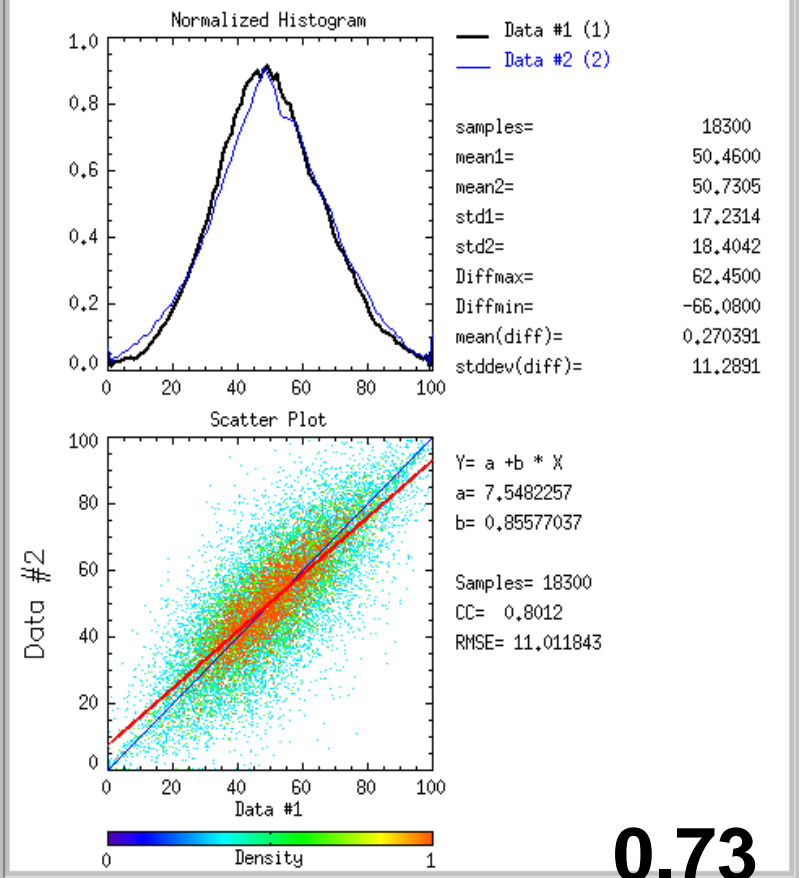 Normalized Histogram
1.0
0.8
0.6
0.4
0.2
0.0
0 20 40 60 80 100
Data #1 (1)
Data #2 (2)
samples= 18300
mean1= 50.4600
mean2= 50.7305
std1= 17.2314
std2= 18.4042
Diffmax= 62.4500
Diffmin= -66.0800
mean(diff)= 0.270391
stddev(diff)= 11.2891
Scatter Plot
100
80
60
40
20
0
Data #2
0 20 40 60 80 100
Data #1
Y= a +b * X
a= 7.5482257
b= 0.85577037
Samples= 18300
CC= 0.8012
RMSE= 11.011843
0 Density 1
0.73